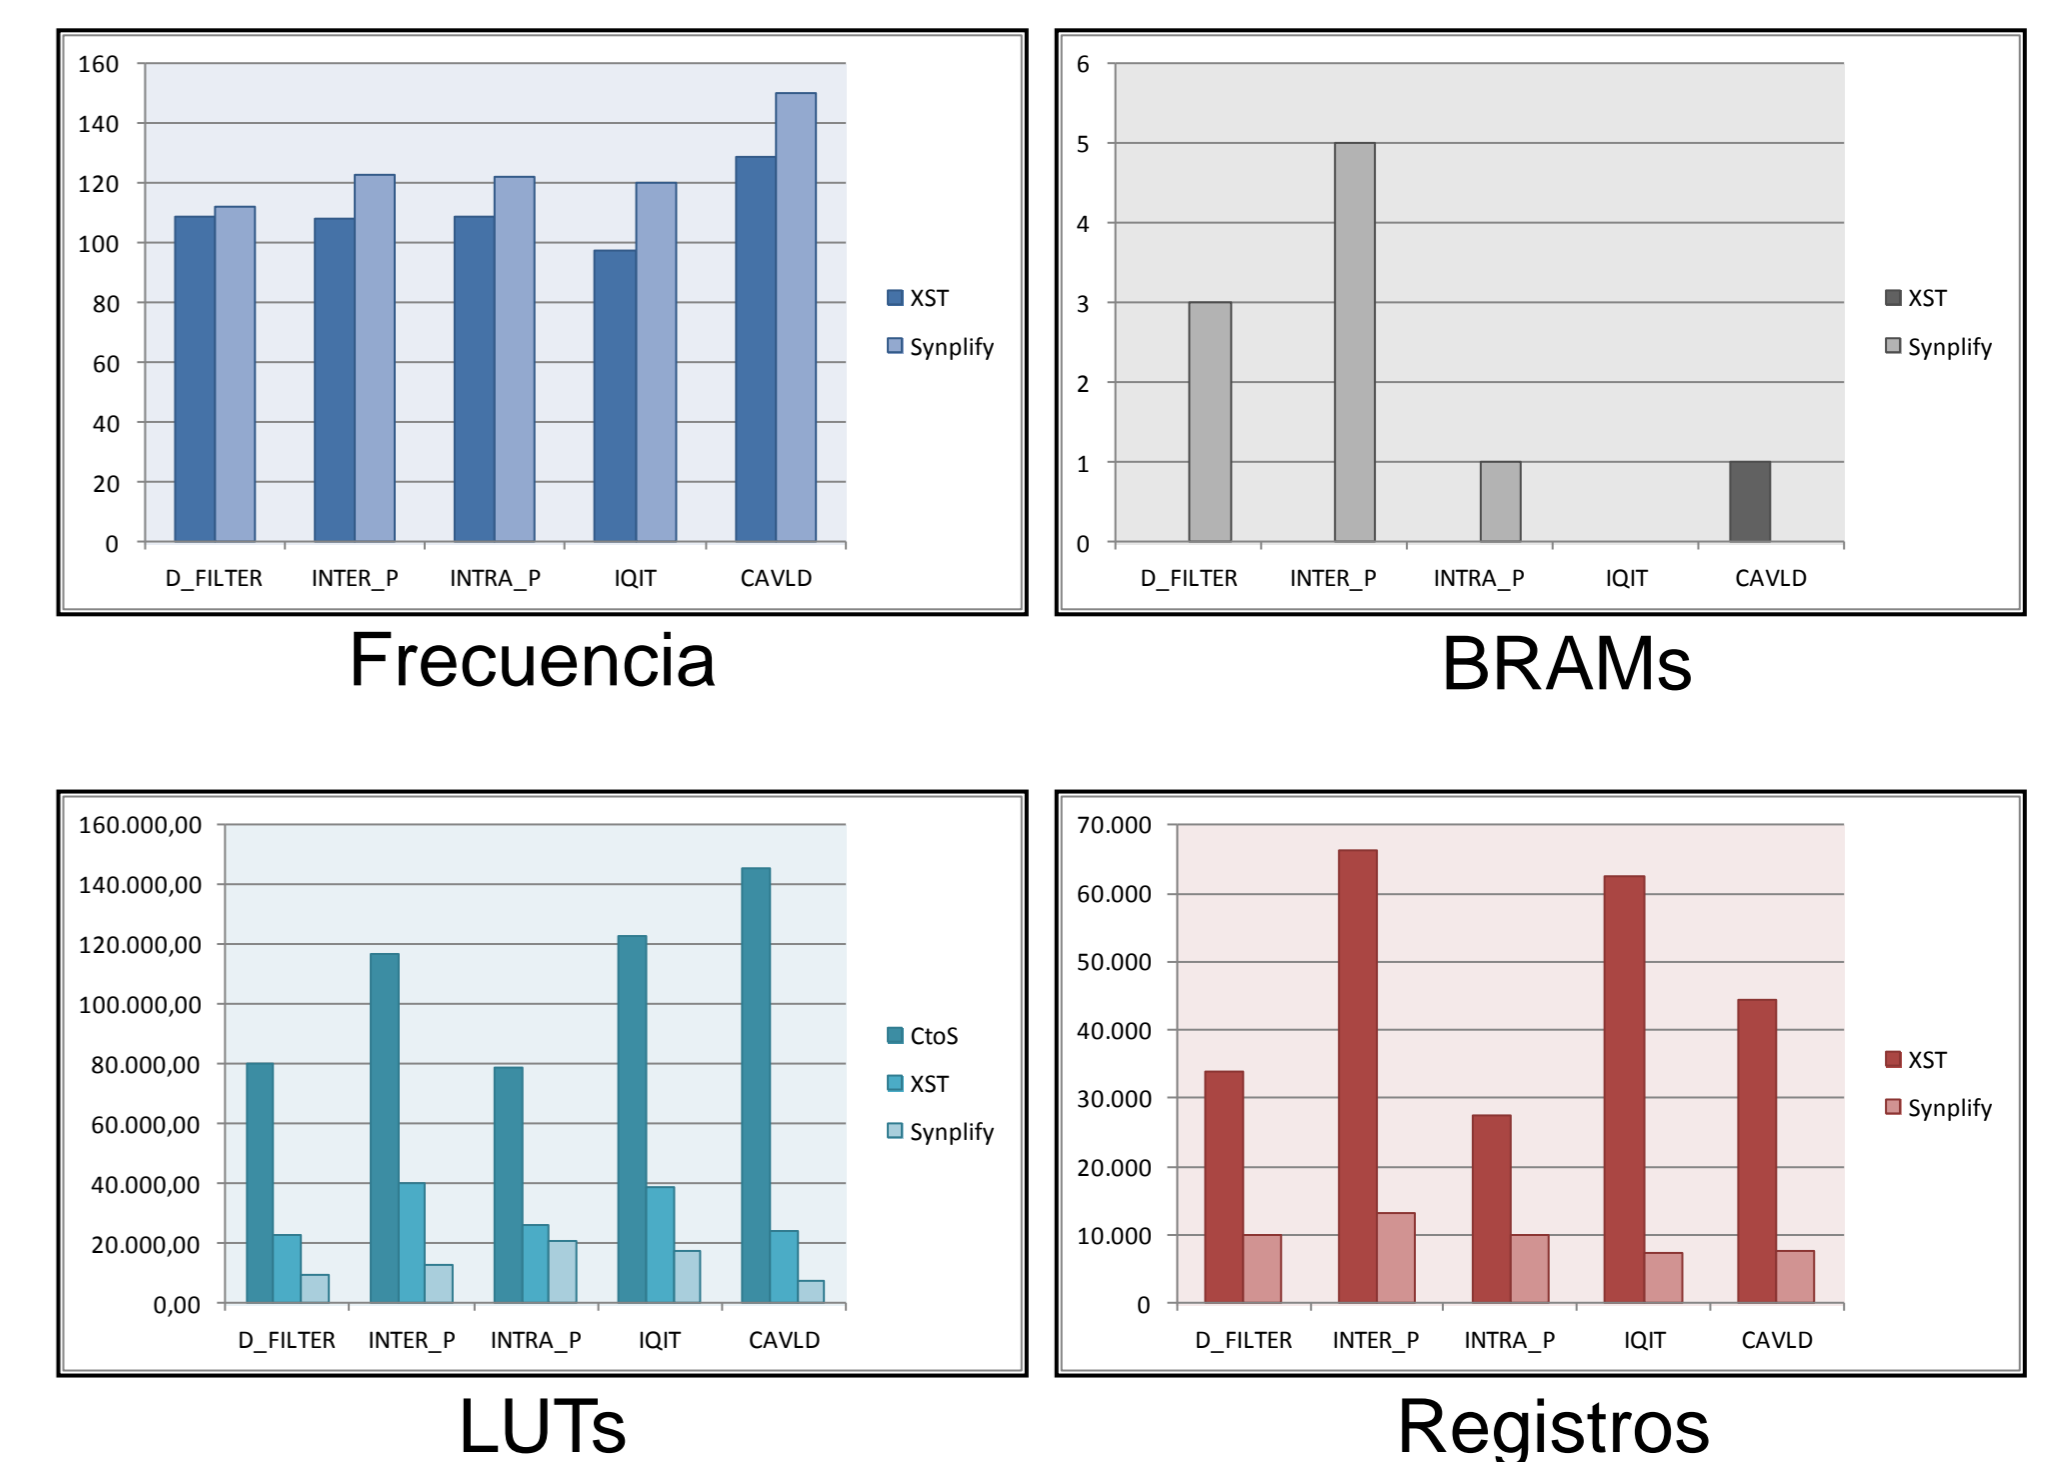 160
140
120
100
80
60
40
20
0
D_FILTER INTER_P INTRA_P IQIT CAVLD
XST
Synplify
Frecuencia
6
5
4
3
2
1
0
D_FILTER INTER_P INTRA_P IQIT CAVLD
XST
Synplify
BRAMs
160.000,00
140.000,00
120.000,00
100.000,00
80.000,00
60.000,00
40.000,00
20.000,00
0,00
D_FILTER INTER_P INTRA_P IQIT CAVLD
CtoS
XST
Synplify
LUTs
70.000
60.000
50.000
40.000
30.000
20.000
10.000
0
D_FILTER INTER_P INTRA_P IQIT CAVLD
XST
Synplify
Registros